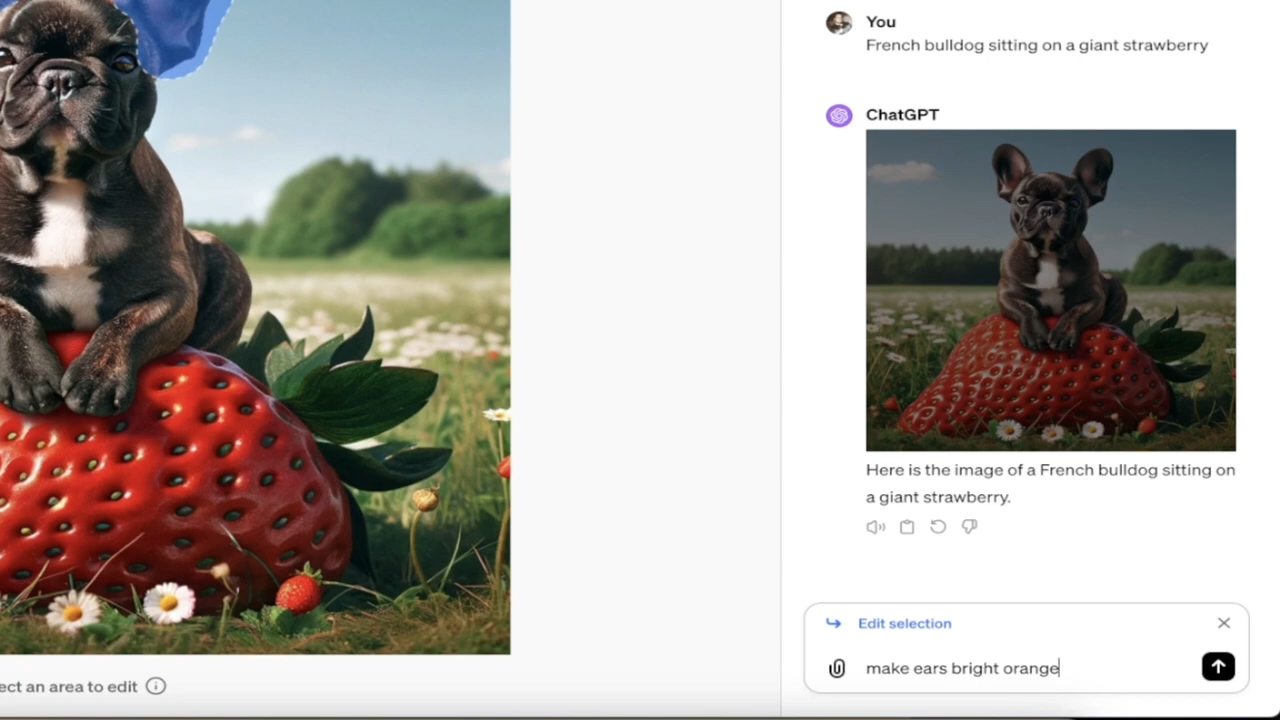 You
French bulldog sitting on a giant strawberry
ChatGPT
Here is the image of a French bulldog sitting on
a giant strawberry.
Edit selection
make ears bright orange
an area to edit